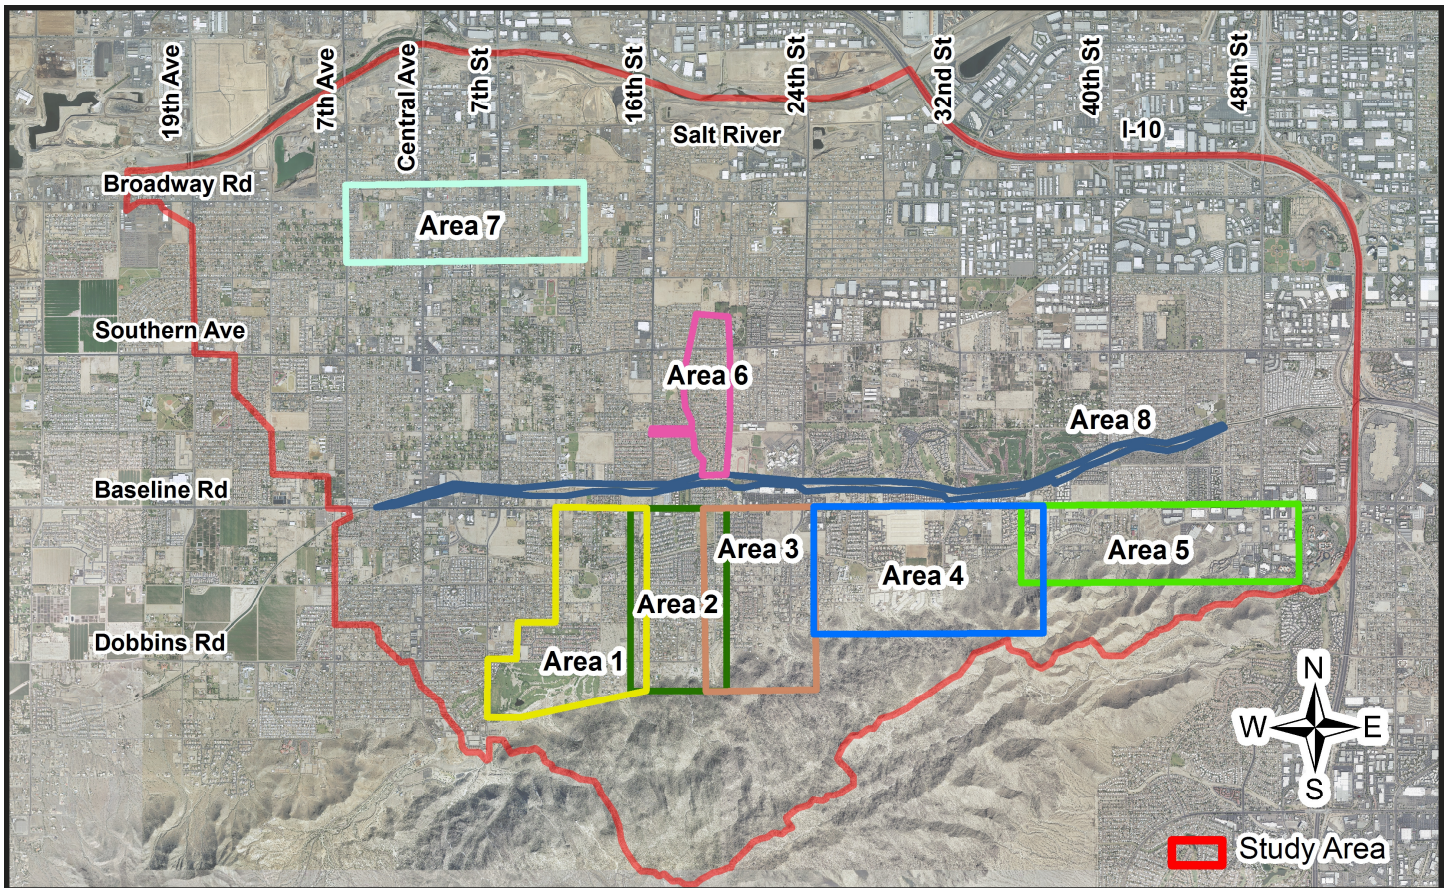 19th Ave
7th Ave
Central Ave
7th St
16th St
24th St
32nd St
40th St
48th St
I-10
Salt River
Broadway Rd
Area 7
Southern Ave
Area 6
Area 8
Baseline Rd
Area 3
Area 5
Area 4
Area 2
Dobbins Rd
Area 1
N
W
E
S
Study Area